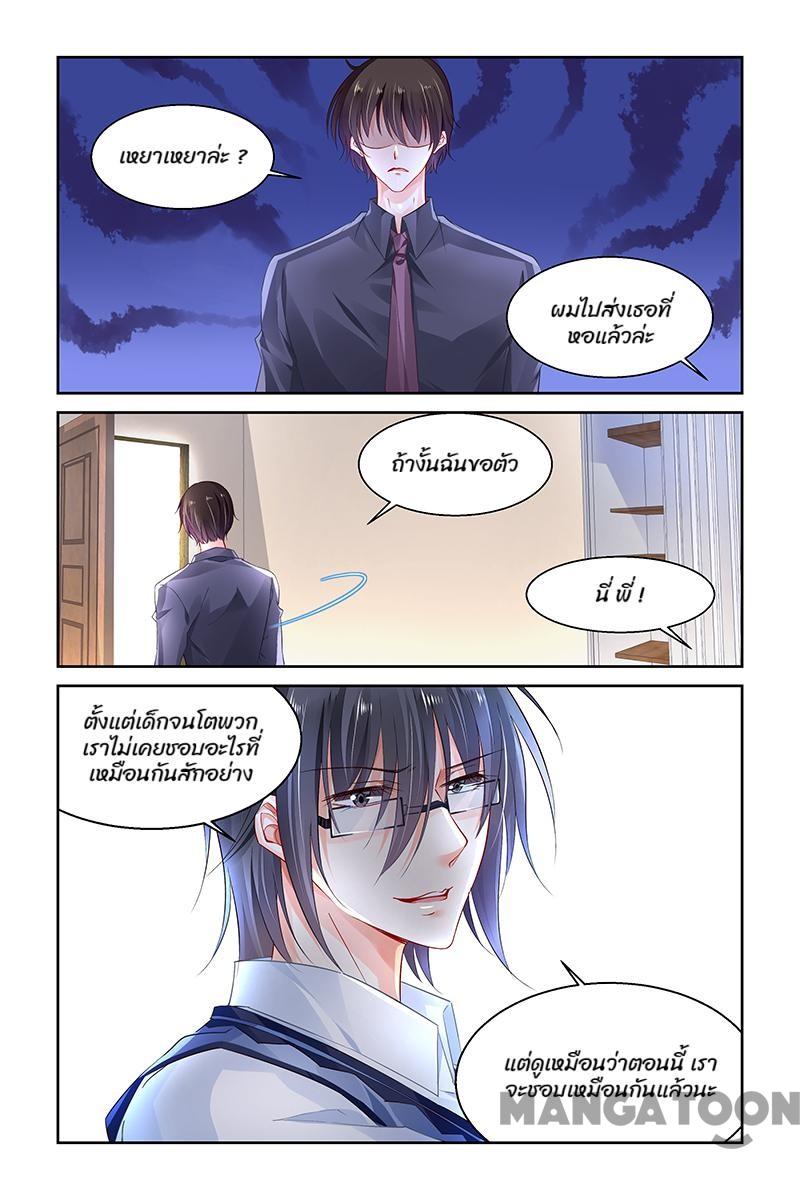 เหยาเหยาล่ะ ?
ผมไปส่งเธอที่
หอแล้วล่ะ
ถ้างั้นฉันขอตัว
นี่ พี่ !
ตั้งแต่เด็กจนโตพวก
เราไม่เคยชอบอะไรที่
เหมือนกันสักอย่าง
แต่ดูเหมือนว่าตอนนี้ เรา
จะชอบเหมือนกันแล้วนะ
MANGATOON